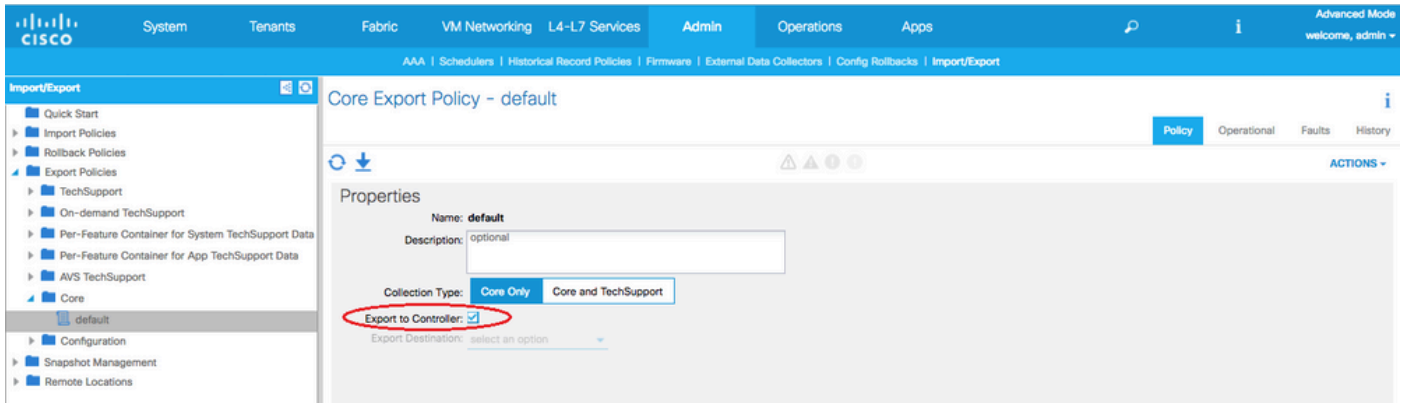 CISCO System Tenants Fabric VM Networking L4-L7 Services Admin Operations Apps i Advanced Mode
welcome, admin
AAA | Schedulers | Historical Record Policies | Firmware | External Data Collectors | Config Rollbacks | Import/Export
Import/Export
Quick Start
Import Policies
Rollback Policies
Export Policies
TechSupport
On-demand TechSupport
Per-Feature Container for System TechSupport Data
Per-Feature Container for App TechSupport Data
AVS TechSupport
Core
default
Configuration
Snapshot Management
Remote Locations
Core Export Policy - default
i
Policy Operational Faults History
ACTIONS
Properties
Name: default
Description: optional
Collection Type: Core Only Core and TechSupport
Export to Controller:
Export Destination: select an option